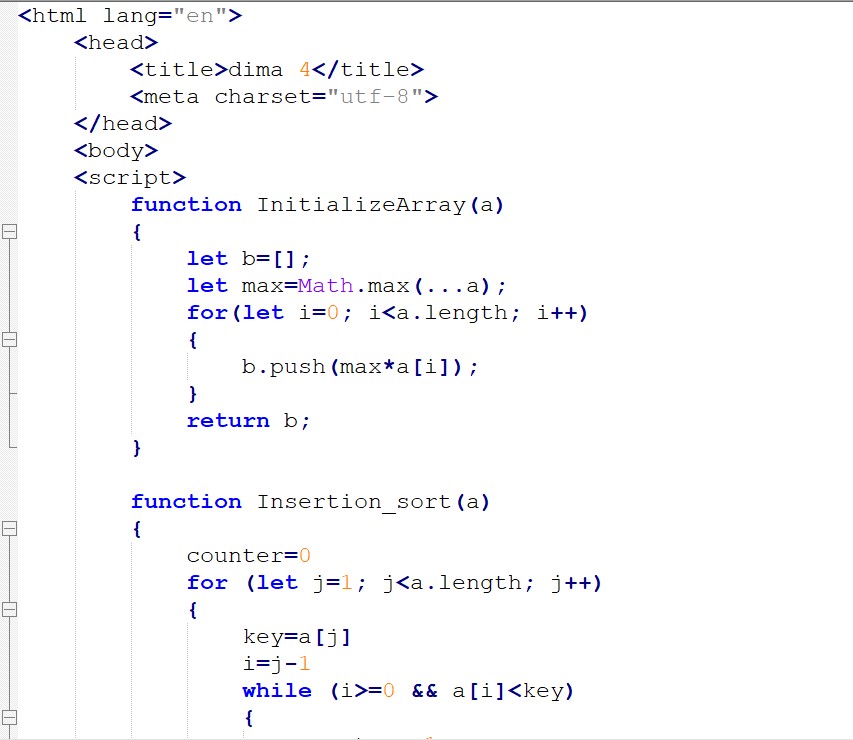 <html lang="en">
<head>
<title>dima 4</title>
<meta charset="utf-8">
</head>
<body>
<script>
function InitializeArray(a)
{
let b=[];
let max=Math.max(...a);
for(let i=0; i<a.length; i++)
{
b.push(max*a[i]);
}
return b;
}
function Insertion_sort(a)
{
counter=0
for (let j=1; j<a.length; j++)
{
key=a[j]
i=j-1
while (i>=0 && a[i]<key)
{